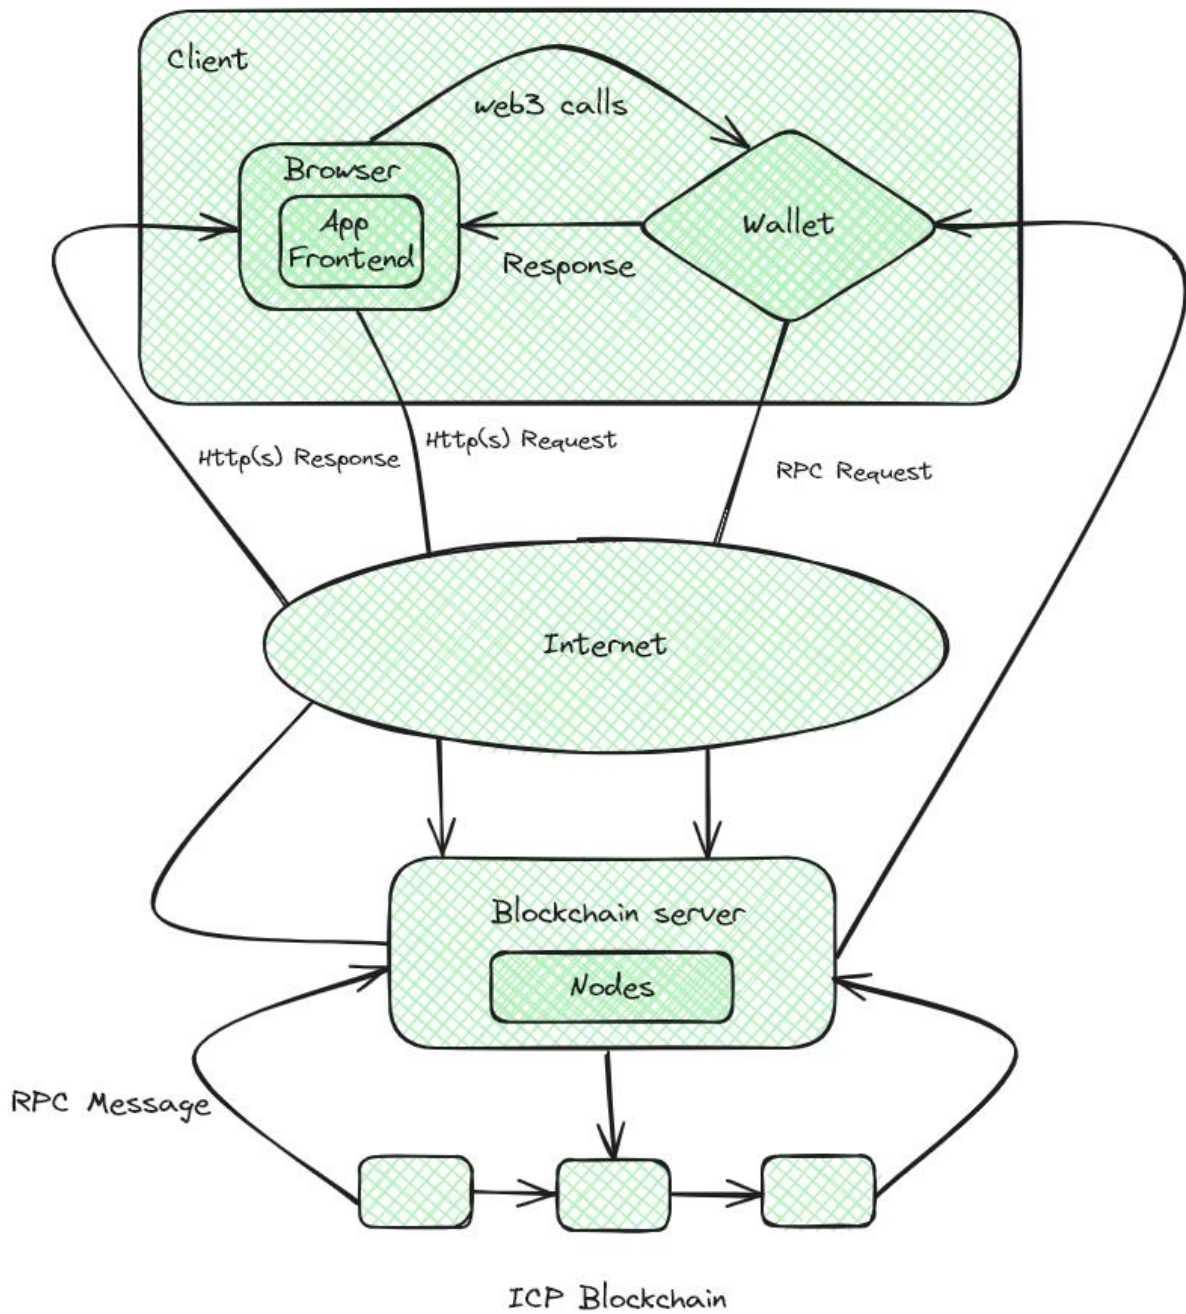 Client
web3 calls
Browser
App
Frontend
Wallet
Response
Http(s) Request
Http(s) Response
RPC Request
Internet
Blockchain server
Nodes
RPC Message
ICP Blockchain